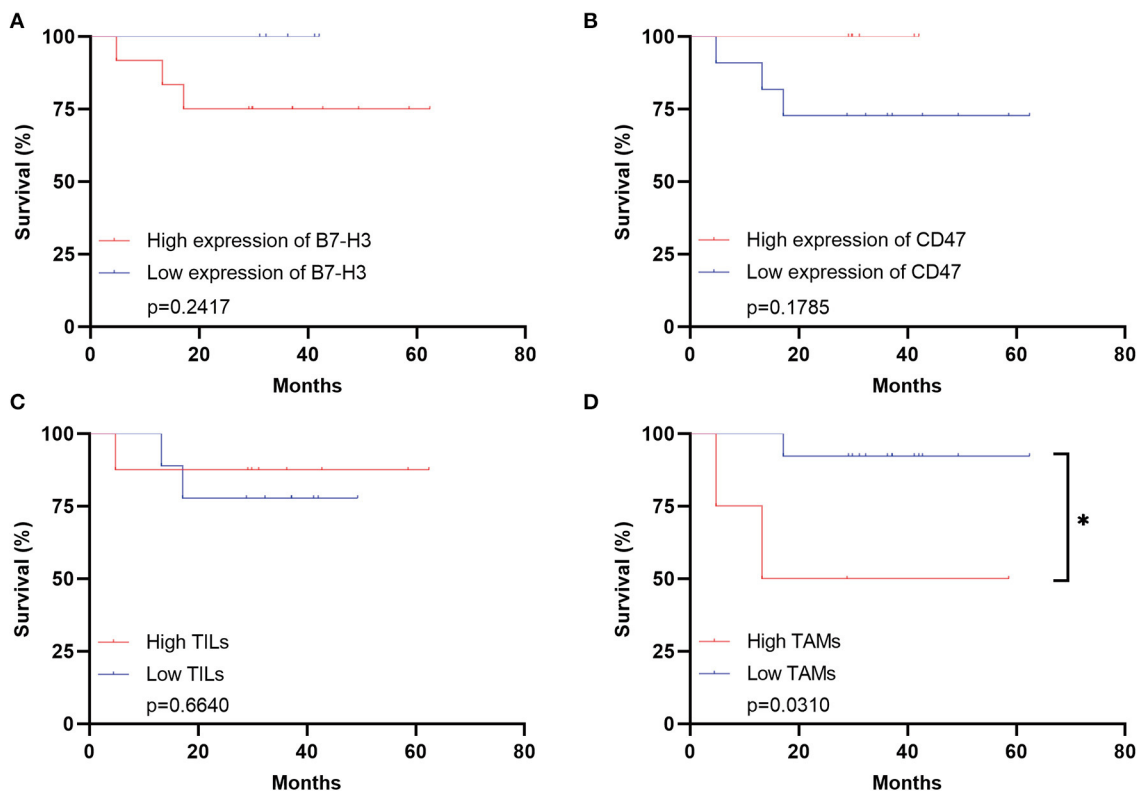 A
Survival (%)
100
75
50
25
0
High expression of B7-H3
Low expression of B7-H3
p=0.2417
0 20 40 60 80
Months
B
Survival (%)
100
75
50
25
0
High expression of CD47
Low expression of CD47
p=0.1785
0 20 40 60 80
Months
C
Survival (%)
100
75
50
25
0
High TILs
Low TILs
p=0.6640
0 20 40 60 80
Months
D
Survival (%)
100
75
50
25
0
High TAMs
Low TAMs
p=0.0310
*
0 20 40 60 80
Months